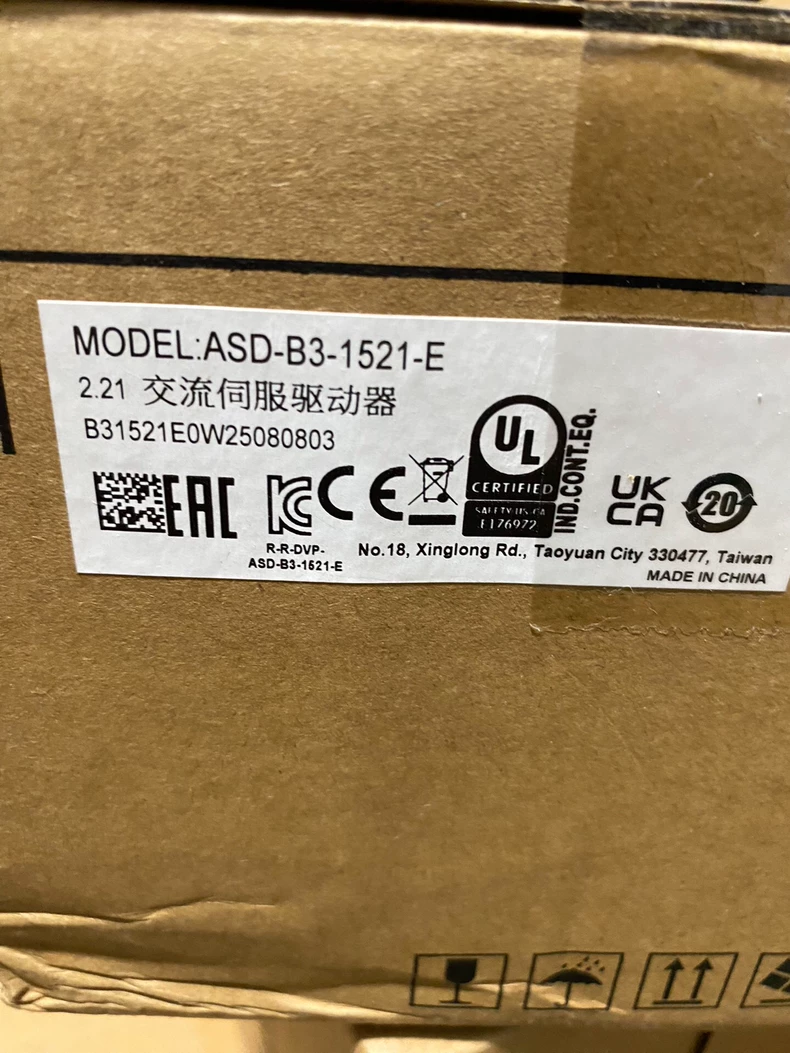 MODEL:ASD-B3-1521-E
2.21 交流伺服驱动器
B31521E0W25080803
EAC
KC
CE
R-R-DVP-
ASD-B3-1521-E
UL
CERTIFIED
SAFETY US CA
E176972
IND.CONT.EQ.
UK
CA
20
No.18, Xinglong Rd., Taoyuan City 330477, Taiwan
MADE IN CHINA